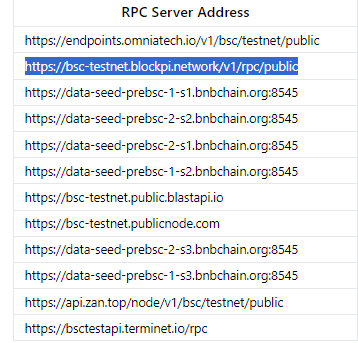 RPC Server Address
https://endpoints.omniatech.io/v1/bsc/testnet/public
https://bsc-testnet.blockpi.network/v1/rpc/public
https://data-seed-prebsc-1-s1.bnbchain.org:8545
https://data-seed-prebsc-2-s2.bnbchain.org:8545
https://data-seed-prebsc-2-s1.bnbchain.org:8545
https://data-seed-prebsc-1-s2.bnbchain.org:8545
https://bsc-testnet.public.blastapi.io
https://bsc-testnet.publicnode.com
https://data-seed-prebsc-2-s3.bnbchain.org:8545
https://data-seed-prebsc-1-s3.bnbchain.org:8545
https://api.zan.top/node/v1/bsc/testnet/public
https://bsctestapi.terminet.io/rpc